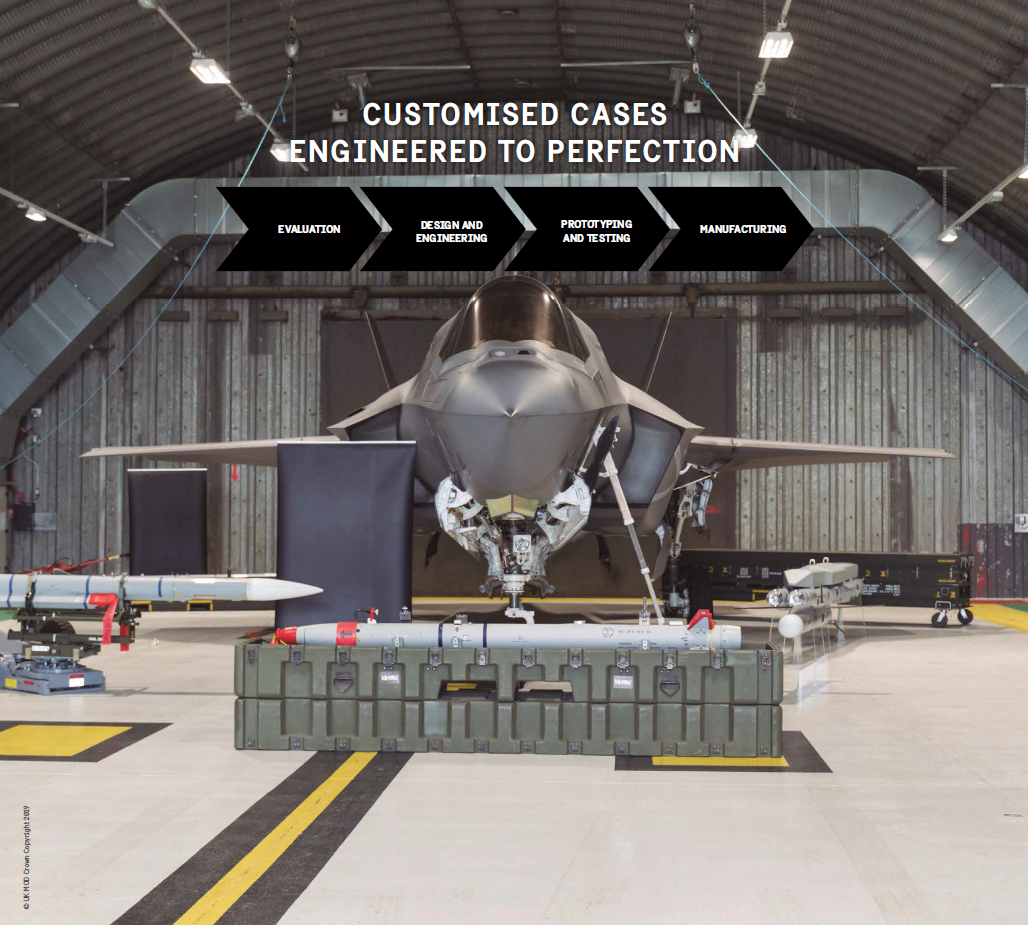 CUSTOMISED CASES
ENGINEERED TO PERFECTION
EVALUATION
DESIGN AND
ENGINEERING
PROTOTYPING
AND TESTING
MANUFACTURING
© UK MOD Crown Copyright 2019